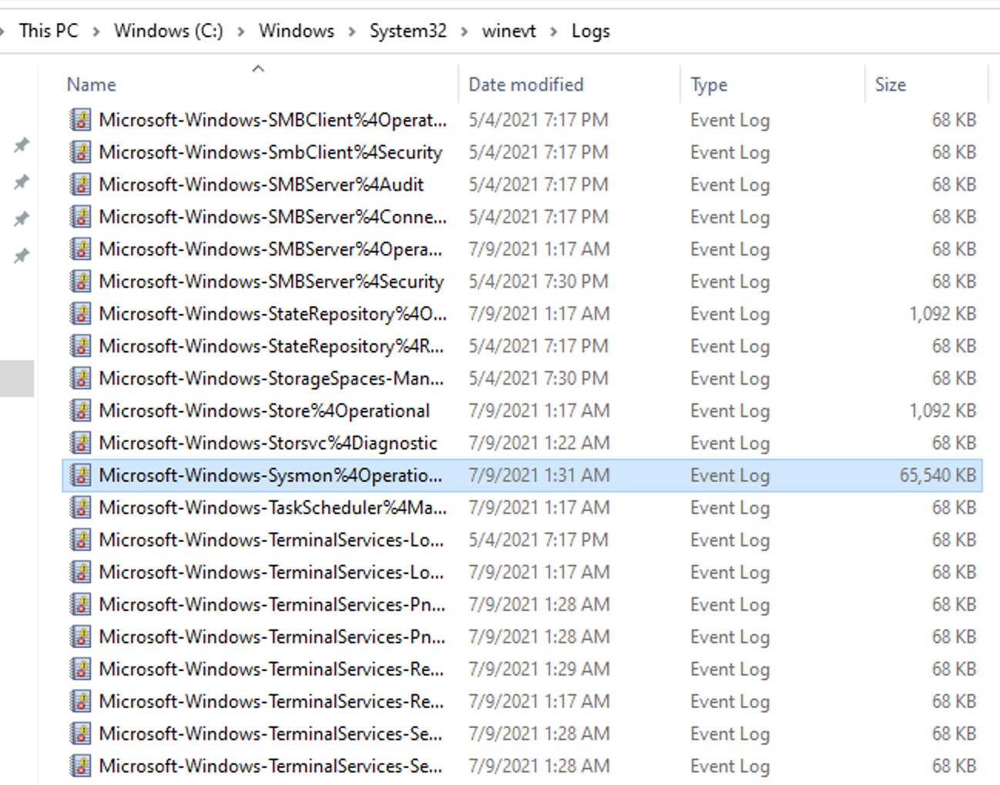 This PC > Windows (C:) > Windows > System32 > winevt > Logs
Name Date modified Type Size
Microsoft-Windows-SMBClient%4Operat... 5/4/2021 7:17 PM Event Log 68 KB
Microsoft-Windows-SmbClient%4Security 5/4/2021 7:17 PM Event Log 68 KB
Microsoft-Windows-SMBServer%4Audit 5/4/2021 7:17 PM Event Log 68 KB
Microsoft-Windows-SMBServer%4Conne... 5/4/2021 7:17 PM Event Log 68 KB
Microsoft-Windows-SMBServer%4Opera... 7/9/2021 1:17 AM Event Log 68 KB
Microsoft-Windows-SMBServer%4Security 5/4/2021 7:30 PM Event Log 68 KB
Microsoft-Windows-StateRepository%4O... 7/9/2021 1:17 AM Event Log 1,092 KB
Microsoft-Windows-StateRepository%4R... 5/4/2021 7:17 PM Event Log 68 KB
Microsoft-Windows-StorageSpaces-Man... 5/4/2021 7:30 PM Event Log 68 KB
Microsoft-Windows-Store%4Operational 7/9/2021 1:17 AM Event Log 1,092 KB
Microsoft-Windows-Storsvc%4Diagnostic 7/9/2021 1:22 AM Event Log 68 KB
Microsoft-Windows-Sysmon%4Operatio... 7/9/2021 1:31 AM Event Log 65,540 KB
Microsoft-Windows-TaskScheduler%4Ma... 7/9/2021 1:17 AM Event Log 68 KB
Microsoft-Windows-TerminalServices-Lo... 5/4/2021 7:17 PM Event Log 68 KB
Microsoft-Windows-TerminalServices-Lo... 7/9/2021 1:17 AM Event Log 68 KB
Microsoft-Windows-TerminalServices-Pn... 7/9/2021 1:28 AM Event Log 68 KB
Microsoft-Windows-TerminalServices-Pn... 7/9/2021 1:28 AM Event Log 68 KB
Microsoft-Windows-TerminalServices-Re... 7/9/2021 1:29 AM Event Log 68 KB
Microsoft-Windows-TerminalServices-Re... 7/9/2021 1:17 AM Event Log 68 KB
Microsoft-Windows-TerminalServices-Se... 7/9/2021 1:28 AM Event Log 68 KB
Microsoft-Windows-TerminalServices-Se... 7/9/2021 1:28 AM Event Log 68 KB